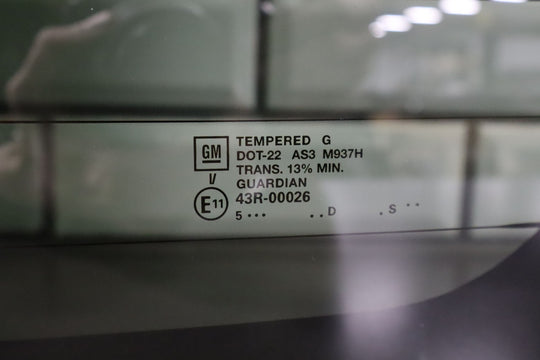 GM TEMPERED G
DOT-22 AS3 M937H
TRANS. 13% MIN.
V GUARDIAN
E11 43R-00026
5 ••• ••D •S••